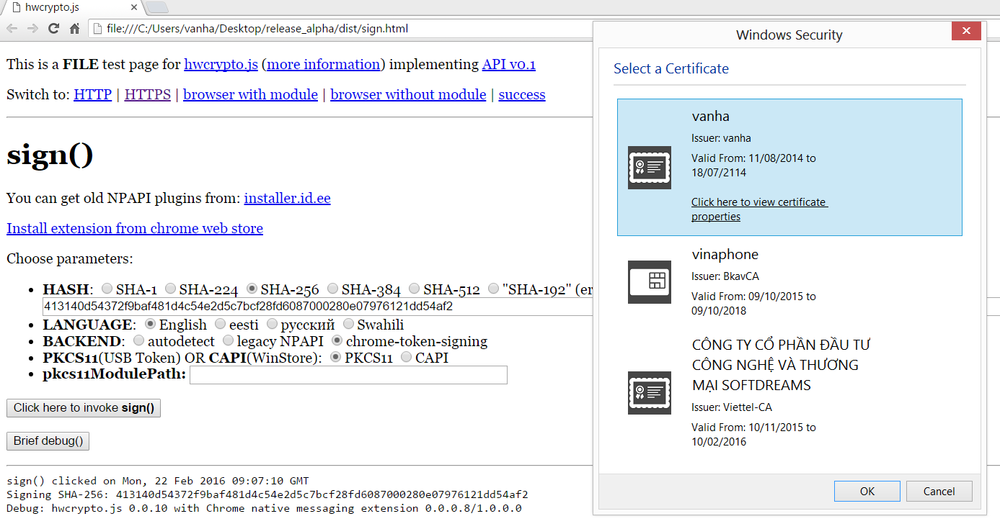 hwcrypto.js
file:///C:/Users/vanha/Desktop/release_alpha/dist/sign.html
This is a FILE test page for hwcrypto.js (more information) implementing API v0.1
Switch to: HTTP | HTTPS | browser with module | browser without module | success
sign()
You can get old NPAPI plugins from: installer.id.ee
Install extension from chrome web store
Choose parameters:
HASH: SHA-1 SHA-224 SHA-256 SHA-384 SHA-512 "SHA-192" (er
413140d54372f9baf481d4c54e2d5c7bcf28fd6087000280e07976121dd54af2
LANGUAGE: English eesti русский Swahili
BACKEND: autodetect legacy NPAPI chrome-token-signing
PKCS11(USB Token) OR CAPI(WinStore): PKCS11 CAPI
pkcs11ModulePath:
Click here to invoke sign()
Brief debug()
sign() clicked on Mon, 22 Feb 2016 09:07:10 GMT
Signing SHA-256: 413140d54372f9baf481d4c54e2d5c7bcf28fd6087000280e07976121dd54af2
Debug: hwcrypto.js 0.0.10 with Chrome native messaging extension 0.0.0.8/1.0.0.0
Windows Security
Select a Certificate
vanha
Issuer: vanha
Valid From: 11/08/2014 to
18/07/2114
Click here to view certificate
properties
vinaphone
Issuer: BkavCA
Valid From: 09/10/2015 to
09/10/2018
CÔNG TY CỔ PHẦN ĐẦU TƯ
CÔNG NGHỆ VÀ THƯƠNG
MẠI SOFTDREAMS
Issuer: Viettel-CA
Valid From: 10/11/2015 to
10/02/2016
OK
Cancel